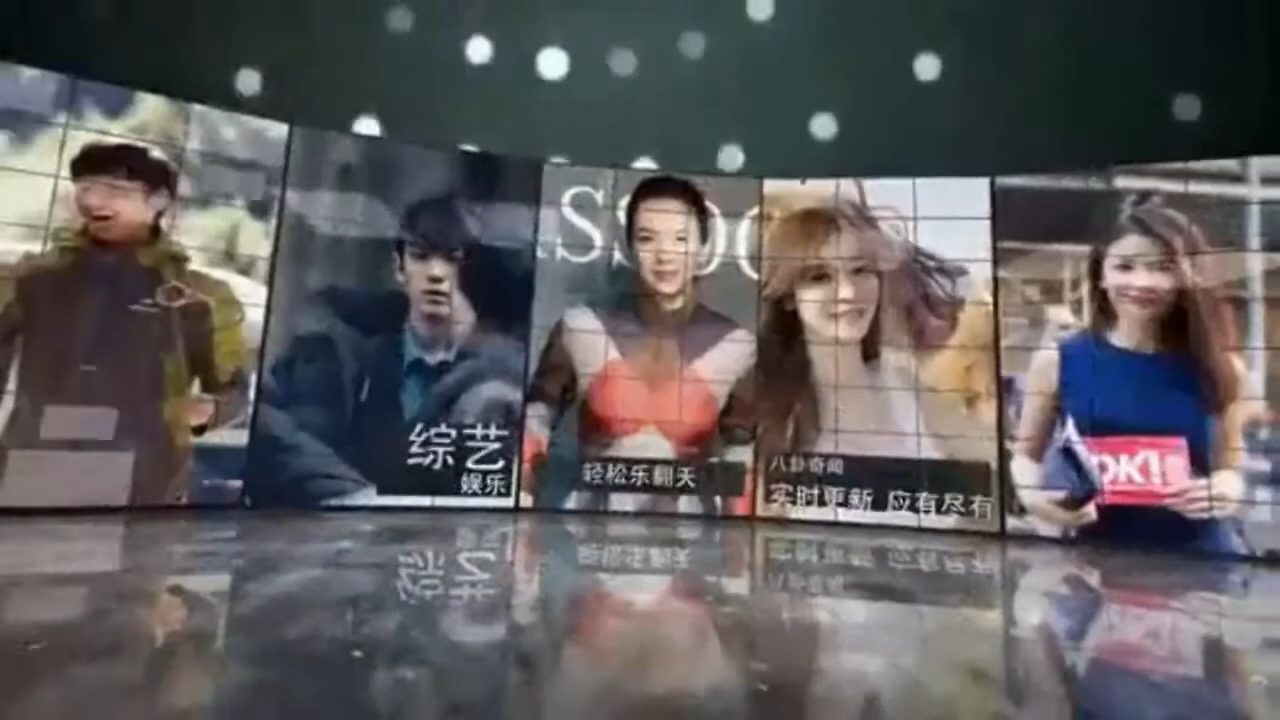 综艺
娱乐
轻松乐翻天
八卦奇闻
实时更新 应有尽有
OK!